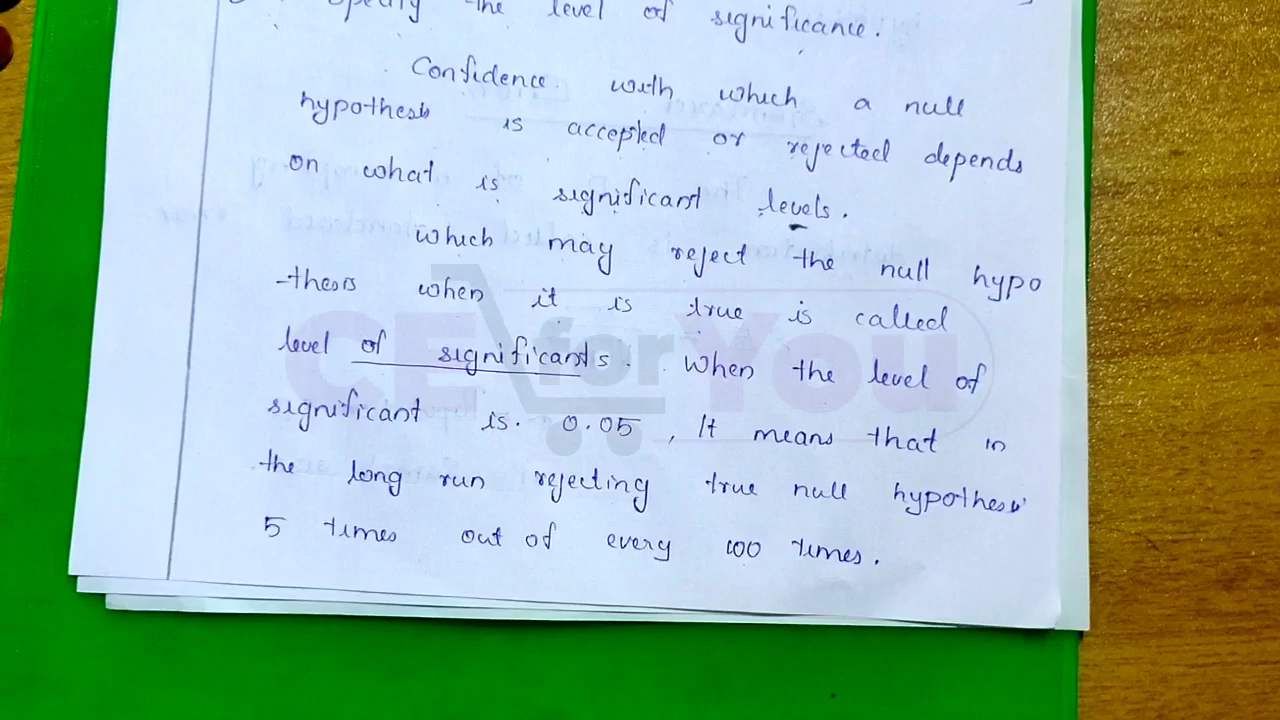 the level of significance.
Confidence with which a null
hypothesis is accepted or rejected depends
on what is significant levels.
which may reject the null hypo
-thesis when it is true is called
level of significants. When the level of
significant is. 0.05, It means that in
the long run rejecting true null hypothesis
5 times out of every 100 times.
CE for You